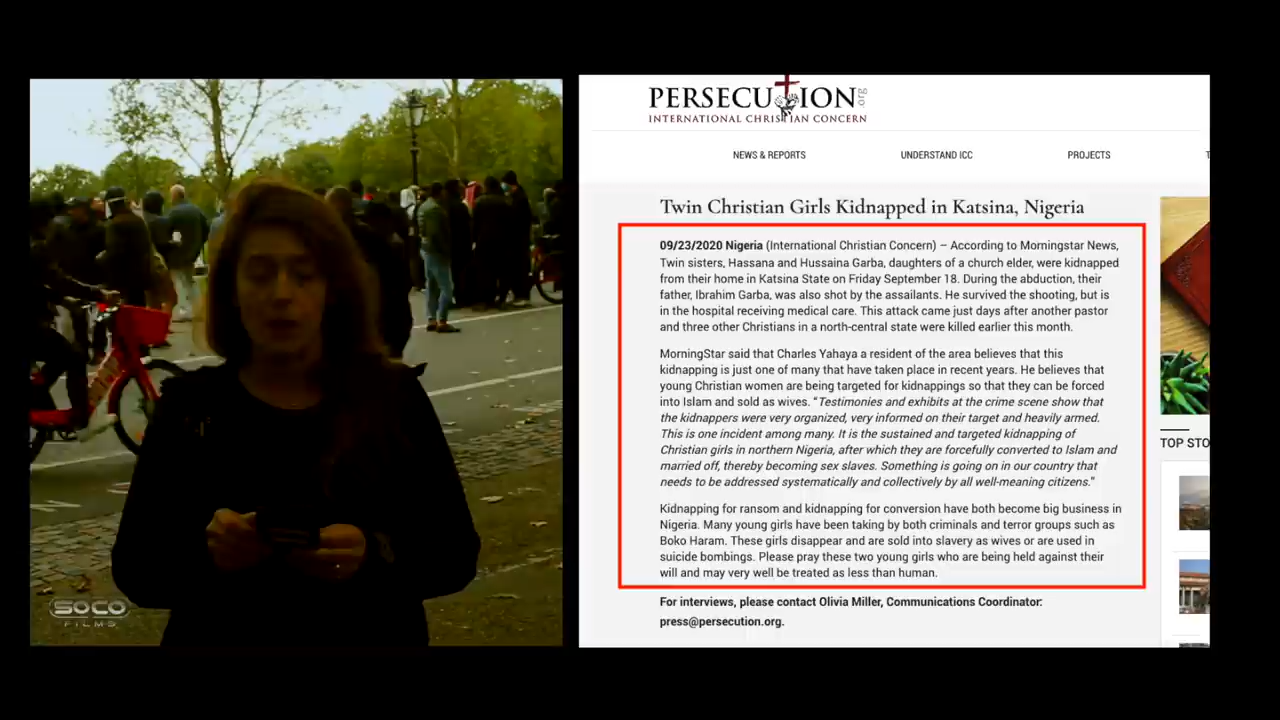 SOCO
FILMS
PERSECUTION
.org
INTERNATIONAL CHRISTIAN CONCERN
NEWS & REPORTS
UNDERSTAND ICC
PROJECTS
T
Twin Christian Girls Kidnapped in Katsina, Nigeria
09/23/2020 Nigeria (International Christian Concern) – According to Morningstar News,
Twin sisters, Hassana and Hussaina Garba, daughters of a church elder, were kidnapped
from their home in Katsina State on Friday September 18. During the abduction, their
father, Ibrahim Garba, was also shot by the assailants. He survived the shooting, but is
in the hospital receiving medical care. This attack came just days after another pastor
and three other Christians in a north-central state were killed earlier this month.
MorningStar said that Charles Yahaya a resident of the area believes that this
kidnapping is just one of many that have taken place in recent years. He believes that
young Christian women are being targeted for kidnappings so that they can be forced
into Islam and sold as wives. "Testimonies and exhibits at the crime scene show that
the kidnappers were very organized, very informed on their target and heavily armed.
This is one incident among many. It is the sustained and targeted kidnapping of
Christian girls in northern Nigeria, after which they are forcefully converted to Islam and
married off, thereby becoming sex slaves. Something is going on in our country that
needs to be addressed systematically and collectively by all well-meaning citizens."
Kidnapping for ransom and kidnapping for conversion have both become big business in
Nigeria. Many young girls have been taking by both criminals and terror groups such as
Boko Haram. These girls disappear and are sold into slavery as wives or are used in
suicide bombings. Please pray these two young girls who are being held against their
will and may very well be treated as less than human.
For interviews, please contact Olivia Miller, Communications Coordinator:
press@persecution.org.
TOP STO